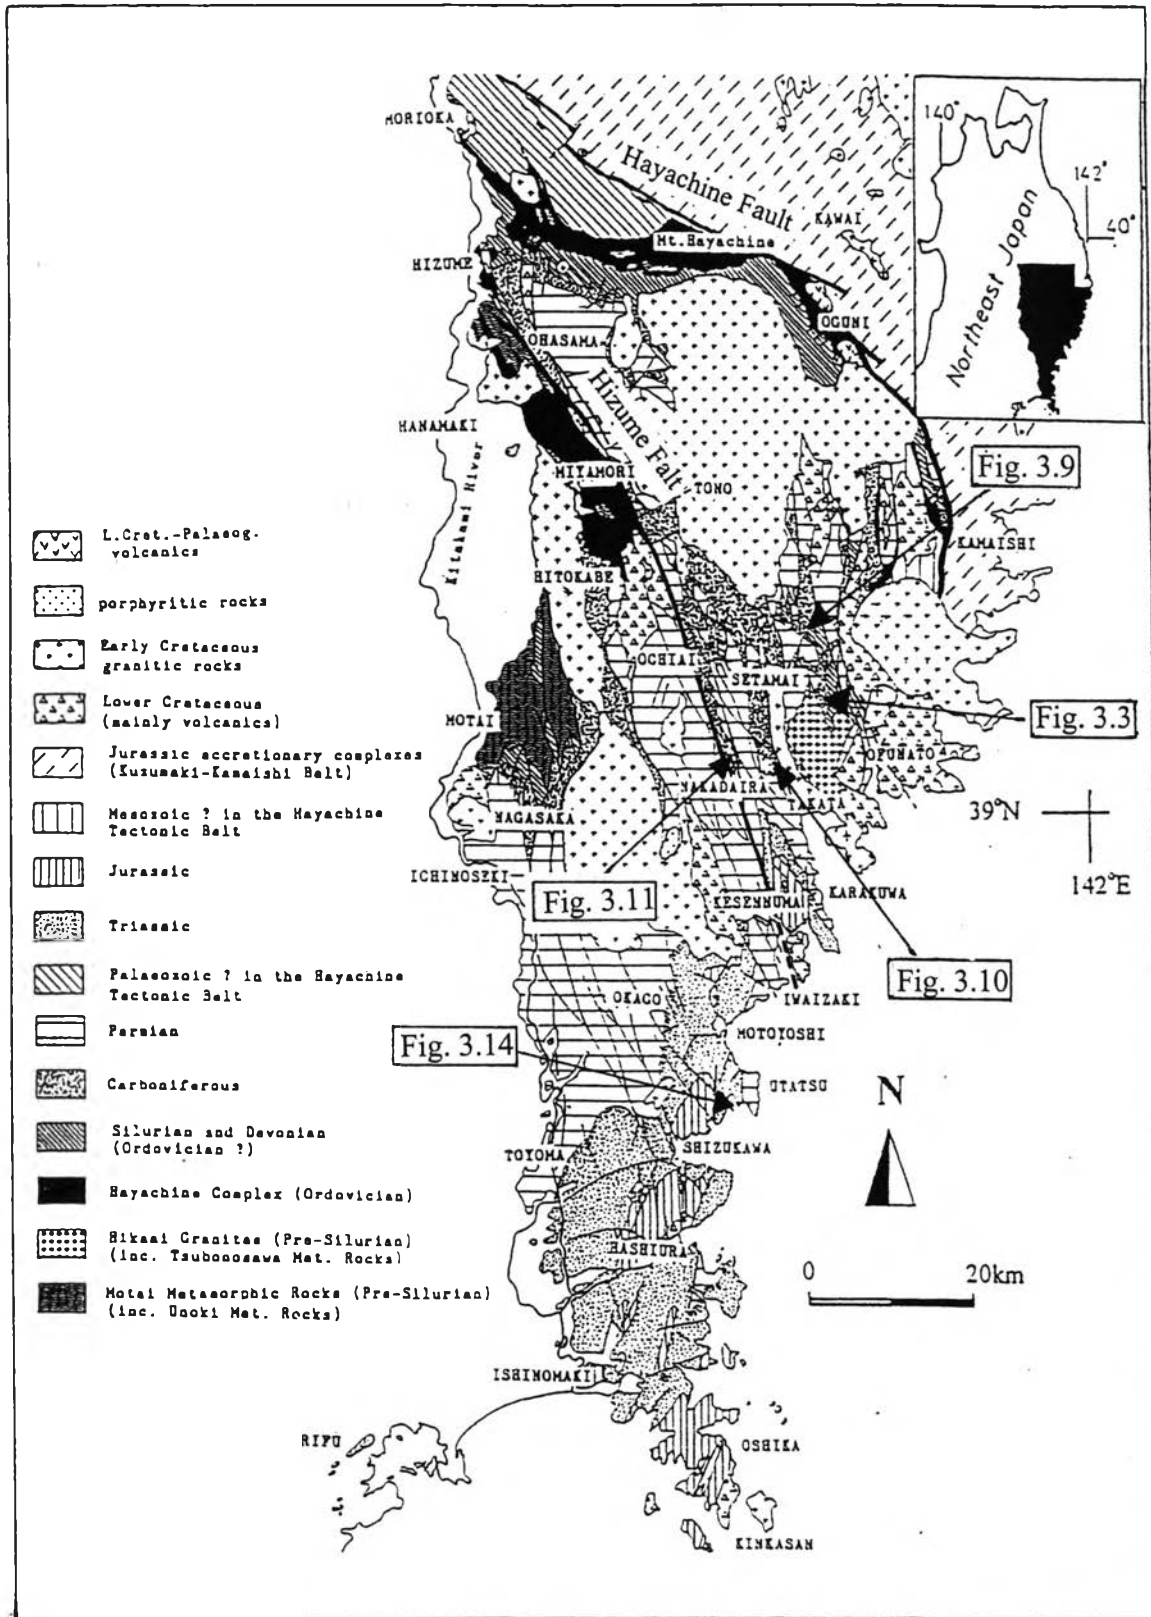 MORIOKA
Hayachine Fault
KAWAI
Mt.Hayachine
HIZUME
OGUNI
OHASAMA
Hizume Falt
HANAMAKI
Kitakami River
MIYAMORI
TONO
KAMAISHI
HITOKABE
OCHIAI
SETAMAI
MOTAI
OFUNATO
NAKADAIRA
TAKATA
NAGASAKA
ICHINOSEKI
KESENNUMA
KARAKUWA
IWAIZAKI
OKAGO
MOTOYOSHI
UTATSU
SHIZUKAWA
TOYOMA
HASHIURA
ISHINOMAKI
RIFU
OSHIKA
KINKASAN
140°
142°
40°
Northeast Japan
Fig. 3.9
Fig. 3.3
39°N
142°E
Fig. 3.11
Fig. 3.10
Fig. 3.14
N
0 20km
L.Cret.-Palaeog.
volcanics
porphyritic rocks
Early Cretaceous
granitic rocks
Lower Cretaceous
(mainly volcanics)
Jurassic accretionary complexes
(Kuzumaki-Kamaishi Belt)
Mesozoic ? in the Hayachine
Tectonic Belt
Jurassic
Triassic
Palaeozoic ? in the Hayachine
Tectonic Belt
Permian
Carboniferous
Silurian and Devonian
(Ordovician ?)
Hayachine Complex (Ordovician)
Hikami Granites (Pre-Silurian)
(inc. Tsubonosawa Met. Rocks)
Motai Metamorphic Rocks (Pre-Silurian)
(inc. Unoki Met. Rocks)